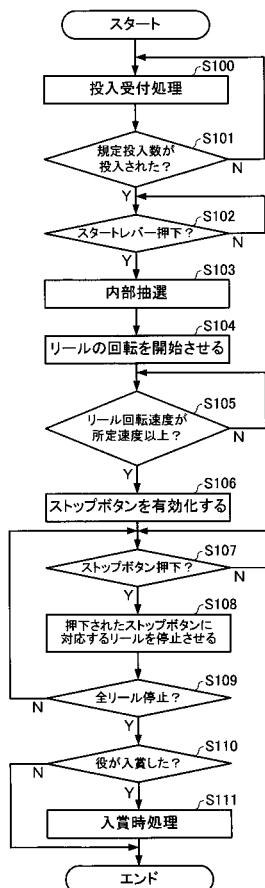 スタート
S100
投入受付処理
S101
規定投入数が
投入された？
N
Y
S102
スタートレバー押下？
N
Y
S103
内部抽選
S104
リールの回転を開始させる
S105
リール回転速度が
所定速度以上？
N
Y
S106
ストップボタンを有効化する
S107
ストップボタン押下？
N
Y
S108
押下されたストップボタンに
対応するリールを停止させる
S109
全リール停止？
N
Y
S110
役が入賞した？
N
Y
S111
入賞時処理
エンド